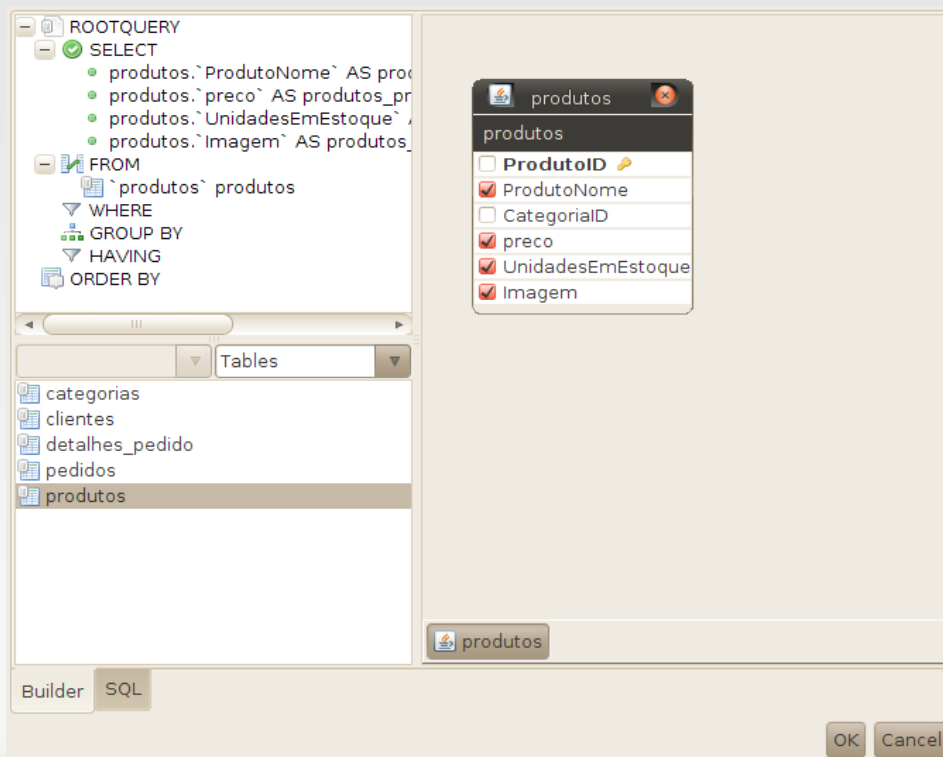 ROOTQUERY
SELECT
produtos.`ProdutoNome` AS prod
produtos.`preco` AS produtos_pr
produtos.`UnidadesEmEstoque`
produtos.`Imagem` AS produtos_
FROM
`produtos` produtos
WHERE
GROUP BY
HAVING
ORDER BY
Tables
categorias
clientes
detalhes_pedido
pedidos
produtos
produtos
produtos
ProdutoID
ProdutoNome
CategoriaID
preco
UnidadesEmEstoque
Imagem
produtos
Builder
SQL
OK
Cancel